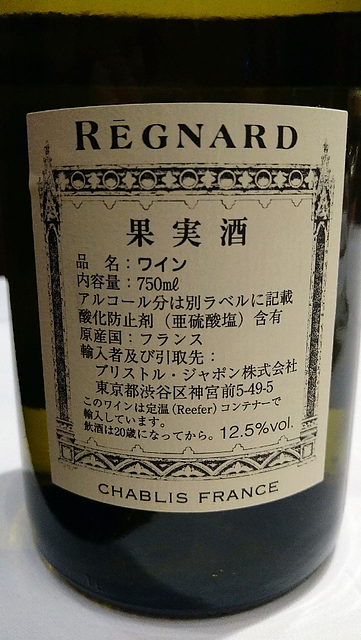 RĒGNARD
果実酒
品 名：ワイン
内容量：750mℓ
アルコール分は別ラベルに記載
酸化防止剤（亜硫酸塩）含有
原産国：フランス
輸入者及び引取先：
ブリストル・ジャポン株式会社
東京都渋谷区神宮前5-49-5
このワインは定温（Reefer）コンテナーで
輸入しています。
飲酒は20歳になってから。 12.5%vol.
CHABLIS FRANCE